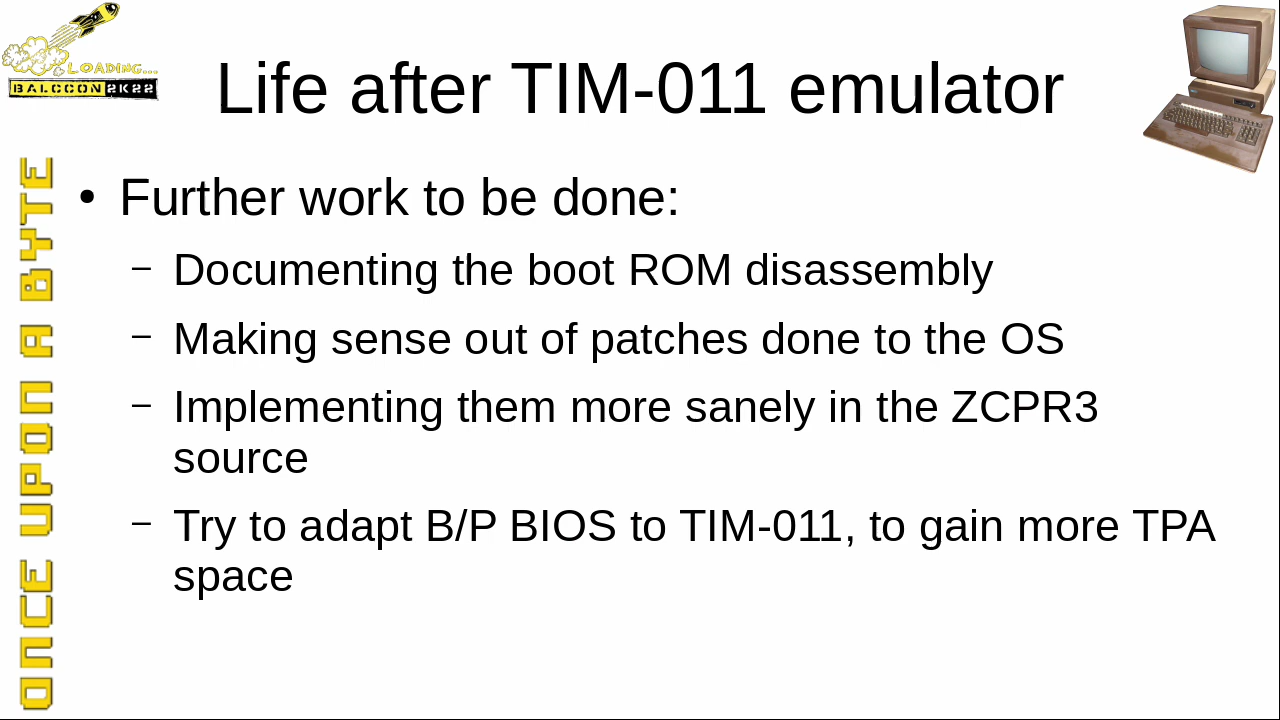 LOADING...
BALCCON2K22
Life after TIM-011 emulator
ONCE UPON A BYTE
• Further work to be done:
– Documenting the boot ROM disassembly
– Making sense out of patches done to the OS
– Implementing them more sanely in the ZCPR3
source
– Try to adapt B/P BIOS to TIM-011, to gain more TPA
space